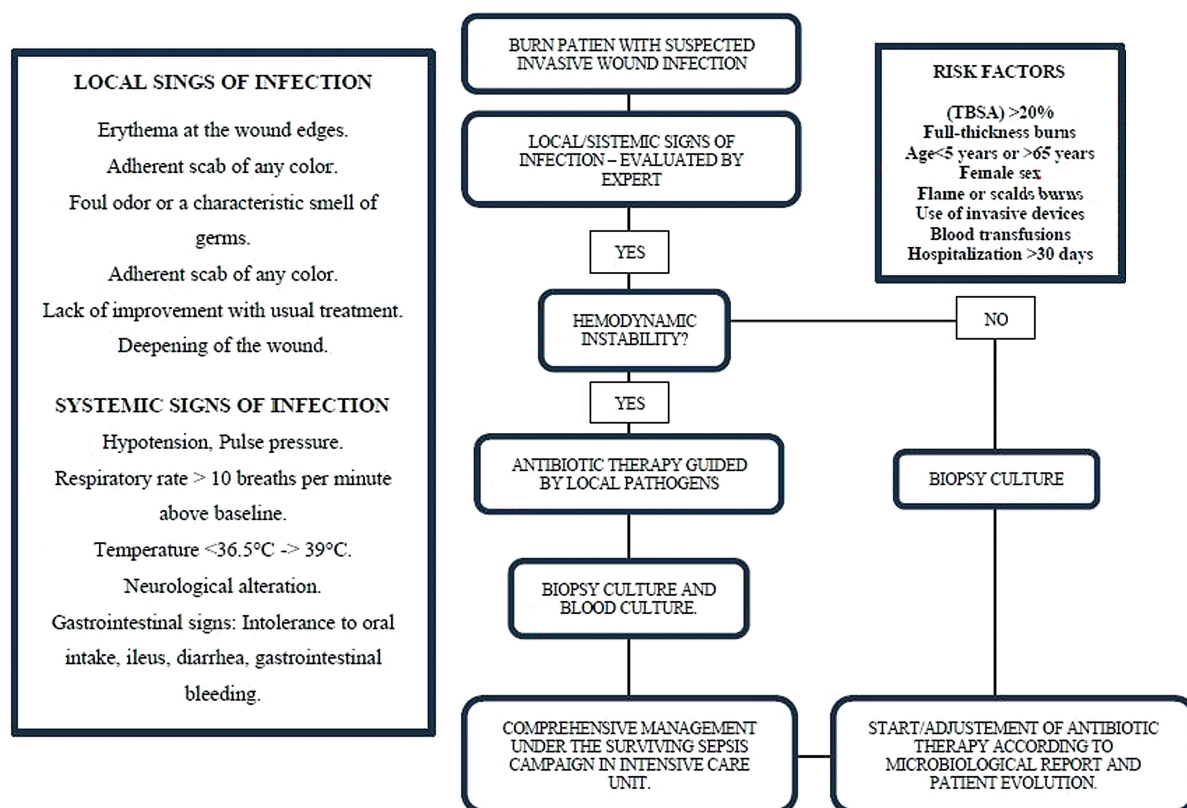 LOCAL SINGS OF INFECTION
Erythema at the wound edges.
Adherent scab of any color.
Foul odor or a characteristic smell of
germs.
Adherent scab of any color.
Lack of improvement with usual treatment.
Deepening of the wound.
SYSTEMIC SIGNS OF INFECTION
Hypotension, Pulse pressure.
Respiratory rate > 10 breaths per minute
above baseline.
Temperature <36.5°C -> 39°C.
Neurological alteration.
Gastrointestinal signs: Intolerance to oral
intake, ileus, diarrhea, gastrointestinal
bleeding.
BURN PATIEN WITH SUSPECTED
INVASIVE WOUND INFECTION
LOCAL/SISTEMIC SIGNS OF
INFECTION – EVALUATED BY
EXPERT
YES
HEMODYNAMIC
INSTABILITY?
YES
ANTIBIOTIC THERAPY GUIDED
BY LOCAL PATHOGENS
BIOPSY CULTURE AND
BLOOD CULTURE.
COMPREHENSIVE MANAGEMENT
UNDER THE SURVIVING SEPSIS
CAMPAIGN IN INTENSIVE CARE
UNIT.
RISK FACTORS
(TBSA) >20%
Full-thickness burns
Age<5 years or >65 years
Female sex
Flame or scalds burns
Use of invasive devices
Blood transfusions
Hospitalization >30 days
NO
BIOPSY CULTURE
START/ADJUSTEMENT OF ANTIBIOTIC
THERAPY ACCORDING TO
MICROBIOLOGICAL REPORT AND
PATIENT EVOLUTION.